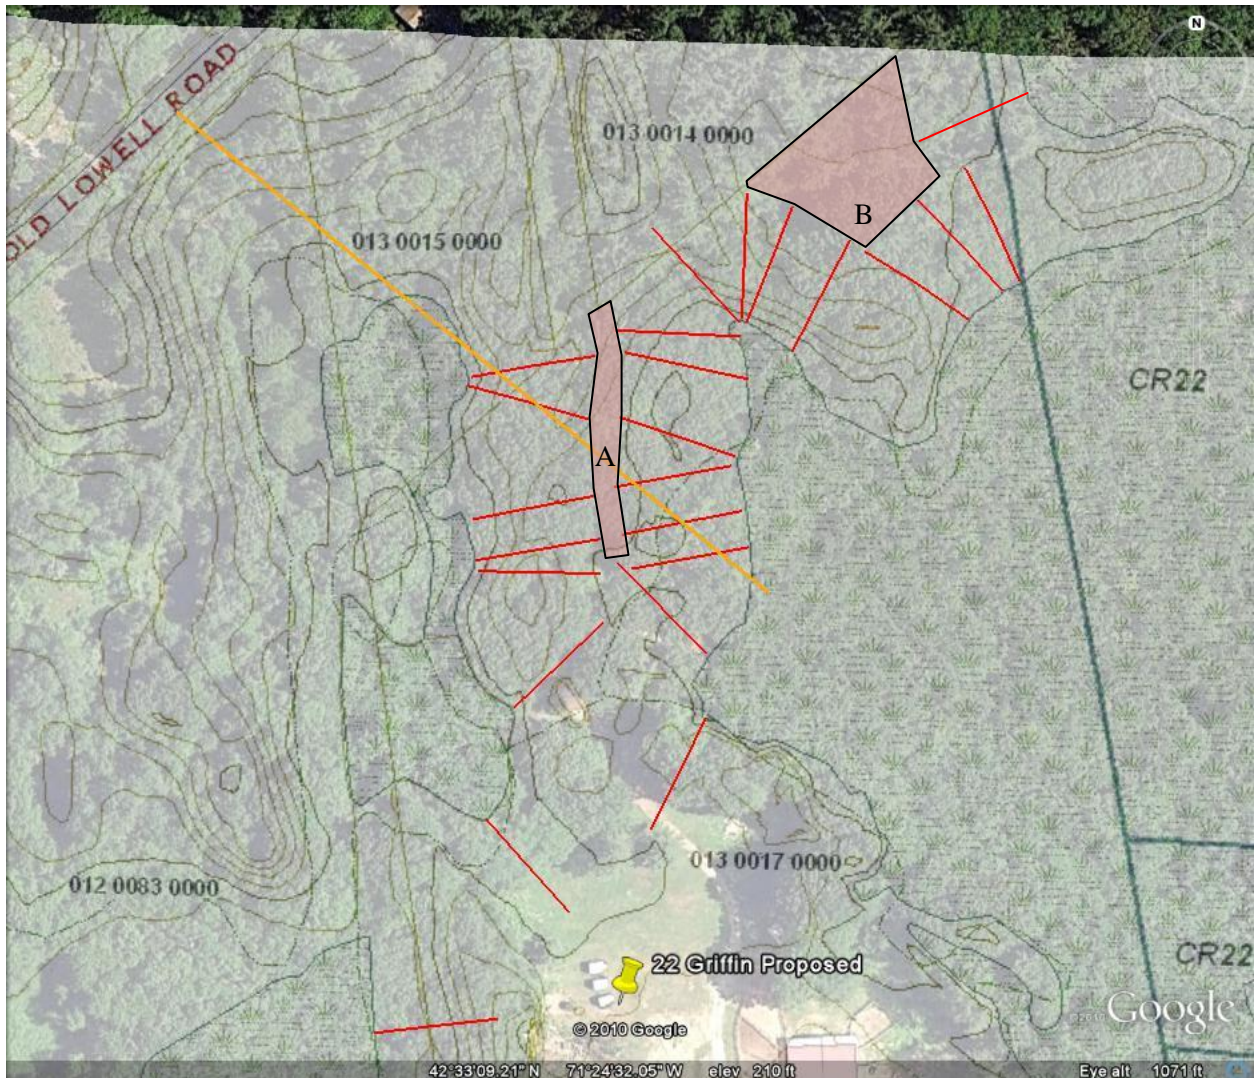 N
OLD LOWELL ROAD
013 0014 0000
B
013 0015 0000
CR22
A
013 0017 0000
012 0083 0000
22 Griffin Proposed
CR22
Google
© 2010 Google
42°33'09.21" N 71°24'32.05" W elev 210 ft Eye alt 1071 ft